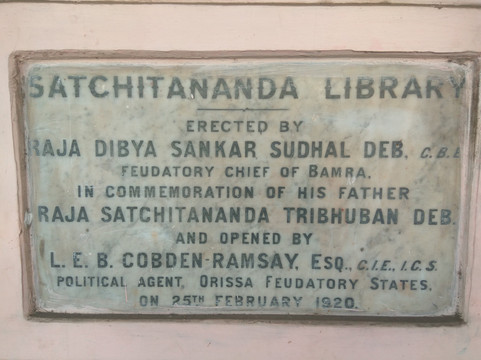 SATCHITANANDA LIBRARY
ERECTED BY
RAJA DIBYA SANKAR SUDHAL DEB, C.B.E
FEUDATORY CHIEF OF BAMRA,
IN COMMEMORATION OF HIS FATHER
RAJA SATCHITANANDA TRIBHUBAN DEB.
AND OPENED BY
L. E. B. COBDEN-RAMSAY, ESQ., C.I.E., I.C.S.
POLITICAL AGENT, ORISSA FEUDATORY STATES,
ON 25TH FEBRUARY 1920.